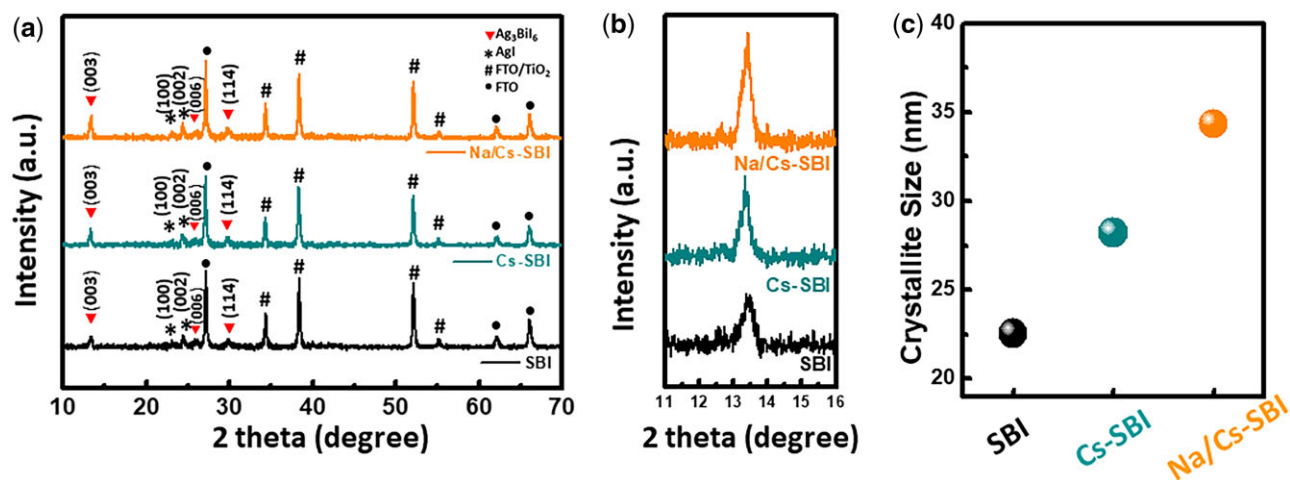 (a)
Intensity (a.u.)
▼Ag₃BiI₆
* AgI
# FTO/TiO₂
● FTO
(003)
(100)
(002)
(006)
(114)
#
#
#
#
Na/Cs-SBI
(003)
(100)
(002)
(006)
(114)
#
#
#
#
Cs-SBI
(003)
(100)
(002)
(006)
(114)
#
#
#
#
SBI
10 20 30 40 50 60 70
2 theta (degree)
(b)
Intensity (a.u.)
Na/Cs-SBI
Cs-SBI
SBI
11 12 13 14 15 16
2 theta (degree)
(c)
Crystallite Size (nm)
40
35
30
25
20
SBI
Cs-SBI
Na/Cs-SBI